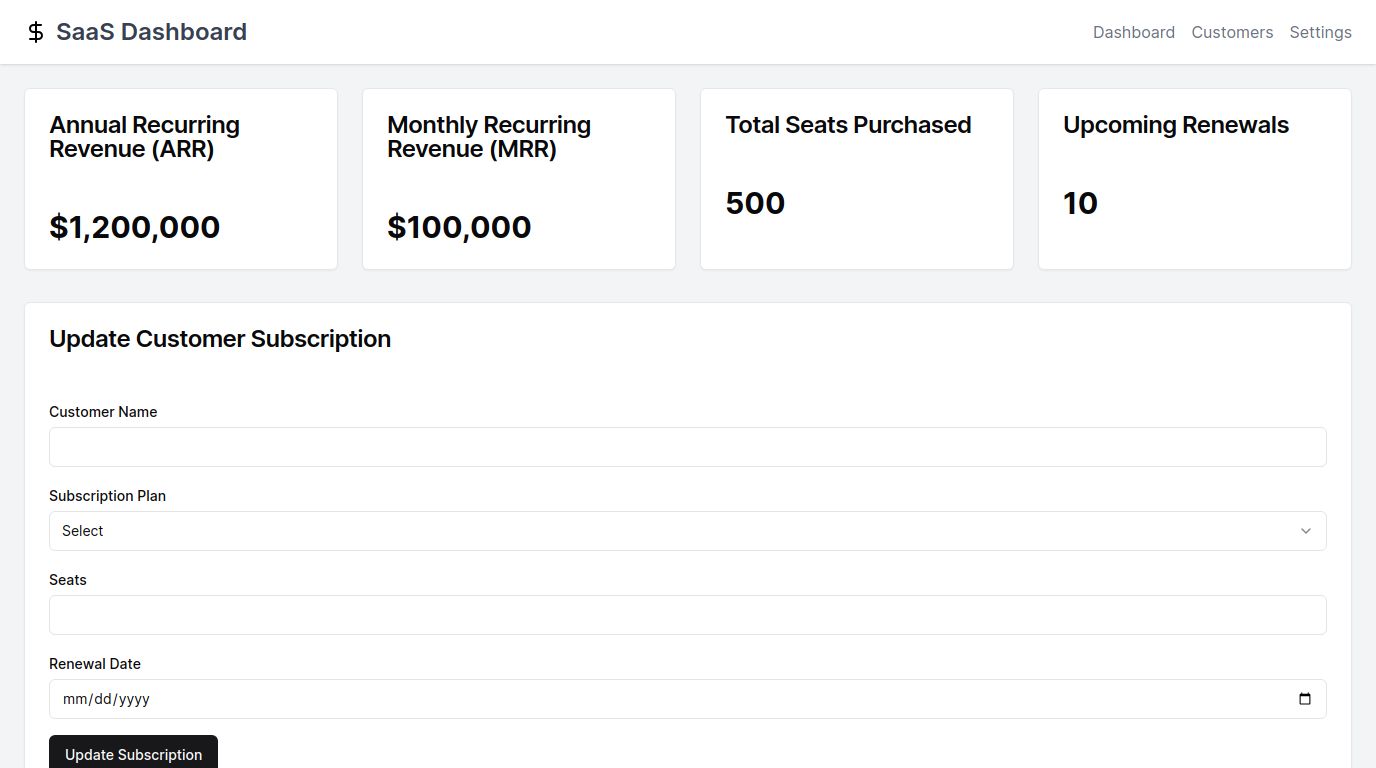 SaaS Dashboard
Dashboard Customers Settings
Annual Recurring
Revenue (ARR)
$1,200,000
Monthly Recurring
Revenue (MRR)
$100,000
Total Seats Purchased
500
Upcoming Renewals
10
Update Customer Subscription
Customer Name
Subscription Plan
Select
Seats
Renewal Date
mm/dd/yyyy
Update Subscription